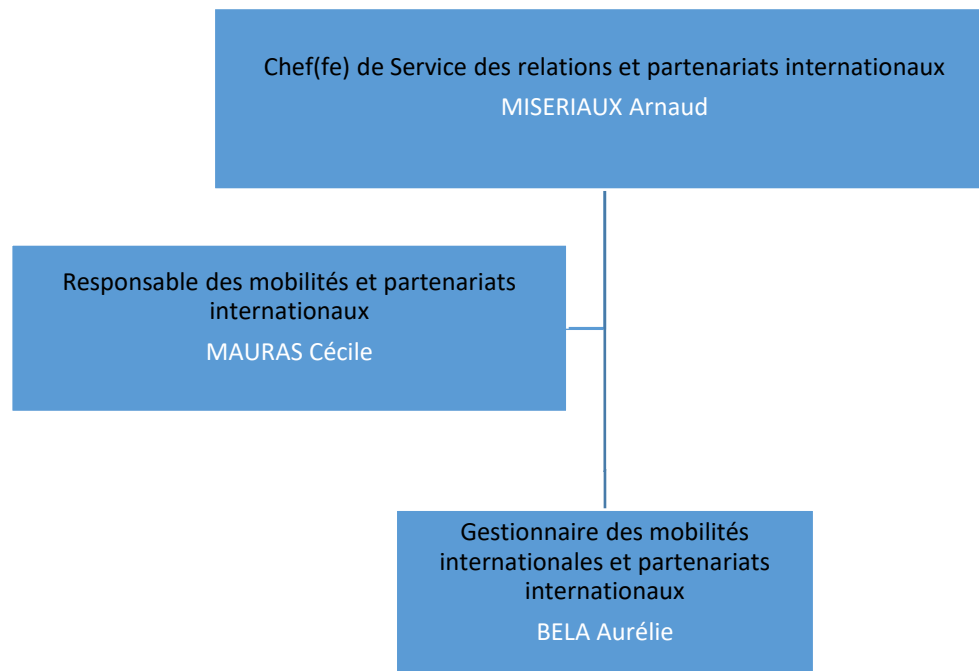 Chef(fe) de Service des relations et partenariats internationaux
MISERIAUX Arnaud
Responsable des mobilités et partenariats
internationaux
MAURAS Cécile
Gestionnaire des mobilités
internationales et partenariats
internationaux
BELA Aurélie